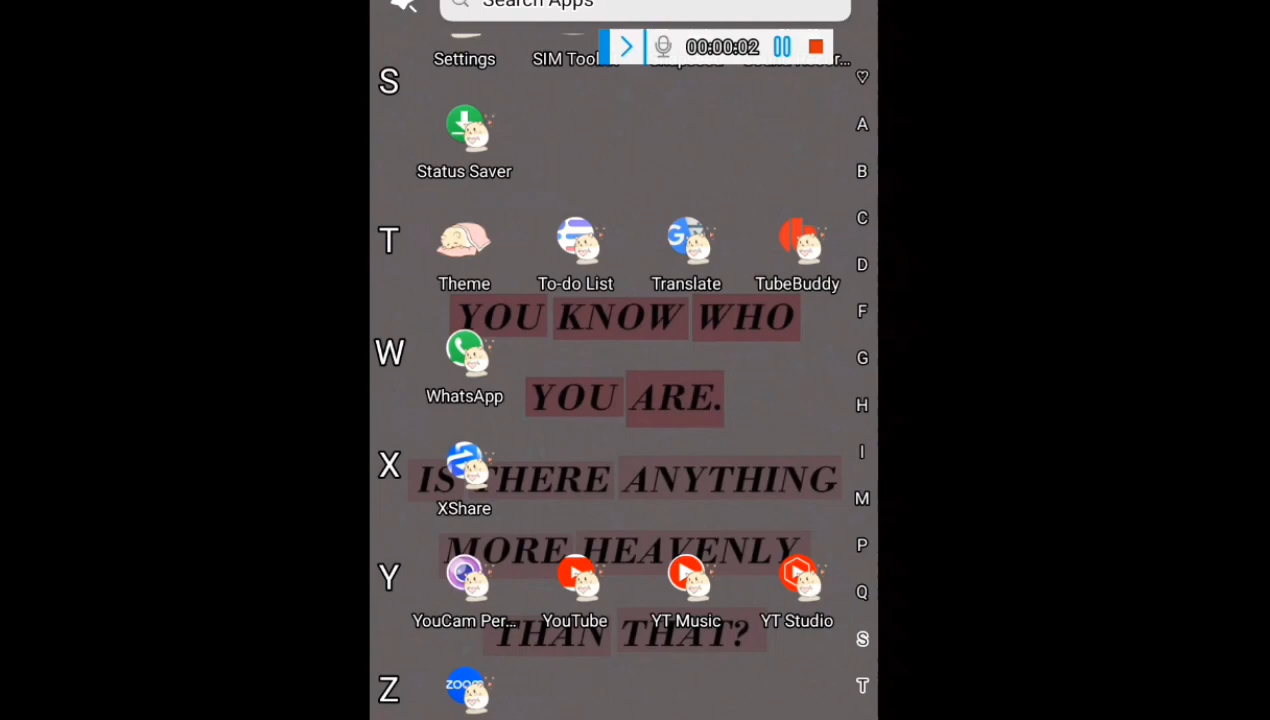 Search Apps
00:00:02
Settings SIM Too
S
♡
A
Status Saver
B
C
T
D
Theme To-do List Translate TubeBuddy
YOU KNOW WHO
F
W
G
WhatsApp
YOU ARE.
H
I
X
IS THERE ANYTHING
M
XShare
MORE HEAVENLY
P
Y
Q
YouCam Per... YouTube YT Music YT Studio
THAN THAT?
S
Z
zoom
T